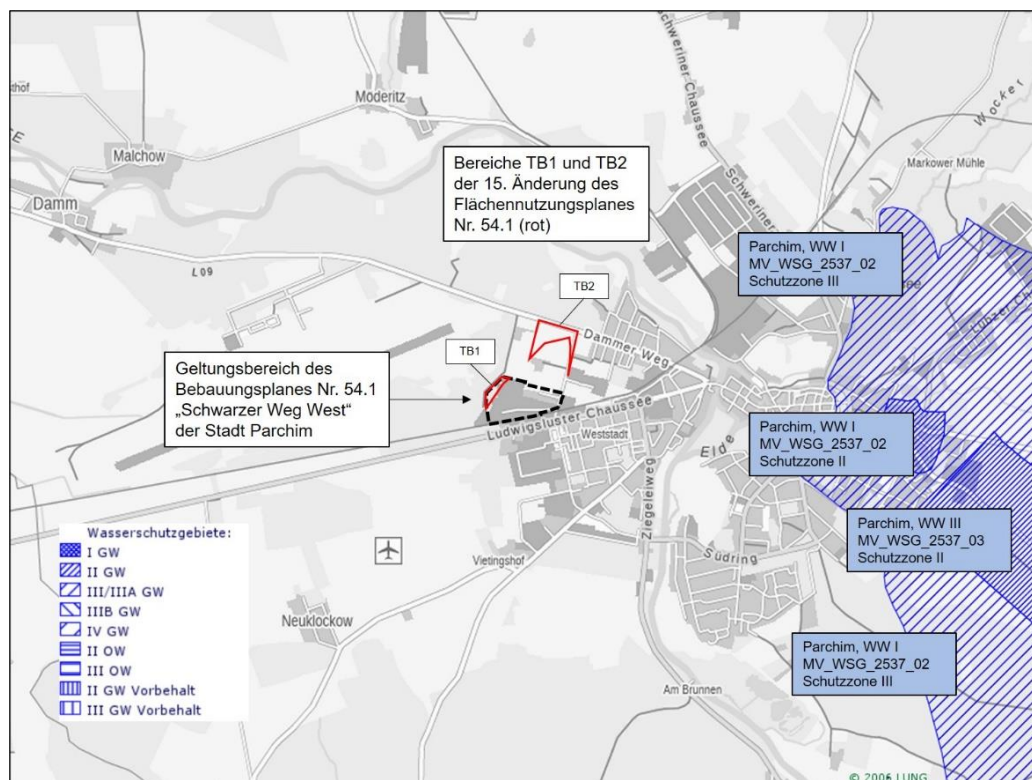 sthof
Moderitz
Schweriner Chaussee
Wocker
Malchow
Markower Mühle
Damm
Bereiche TB1 und TB2
der 15. Änderung des
Flächennutzungsplanes
Nr. 54.1 (rot)
Schweriner
Parchim, WW I
MV_WSG_2537_02
Schutzzone III
L09
TB2
Dammer Weg
TB1
Geltungsbereich des
Bebauungsplanes Nr. 54.1
„Schwarzer Weg West“
der Stadt Parchim
Ludwigsluster Chaussee
Weststadt
Elde
Parchim, WW I
MV_WSG_2537_02
Schutzzone II
Ziegeleiweg
Parchim, WW III
MV_WSG_2537_03
Schutzzone II
Südring
Vietingshof
Neuklockow
Wasserschutzgebiete:
I GW
II GW
III/IIIA GW
IIIB GW
IV GW
II OW
III OW
II GW Vorbehalt
III GW Vorbehalt
Parchim, WW I
MV_WSG_2537_02
Schutzzone III
Am Brunnen
© 2006 LUNG